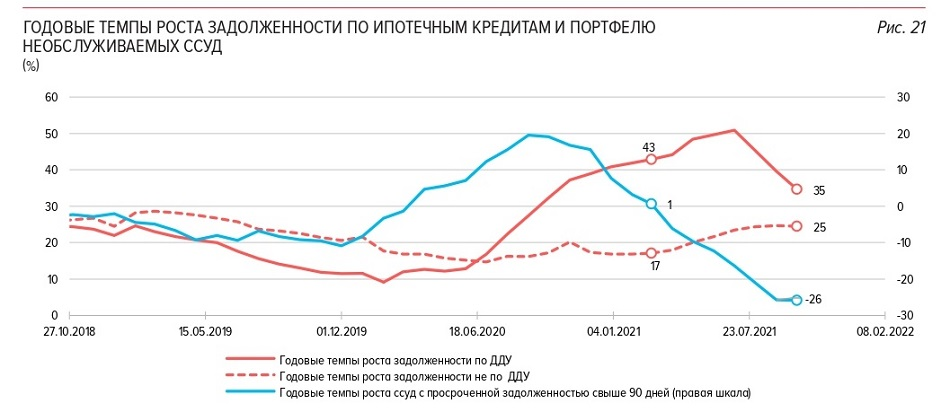 ГОДОВЫЕ ТЕМПЫ РОСТА ЗАДОЛЖЕННОСТИ ПО ИПОТЕЧНЫМ КРЕДИТАМ И ПОРТФЕЛЮ Рис. 21
НЕОБСЛУЖИВАЕМЫХ ССУД
(%)
60 30
50 20
43
40 10
35
1
30 0
25
20 -10
17
10 -20
-26
0 -30
27.10.2018 15.05.2019 01.12.2019 18.06.2020 04.01.2021 23.07.2021 08.02.2022
Годовые темпы роста задолженности по ДДУ
Годовые темпы роста задолженности не по ДДУ
Годовые темпы роста ссуд с просроченной задолженностью свыше 90 дней (правая шкала)